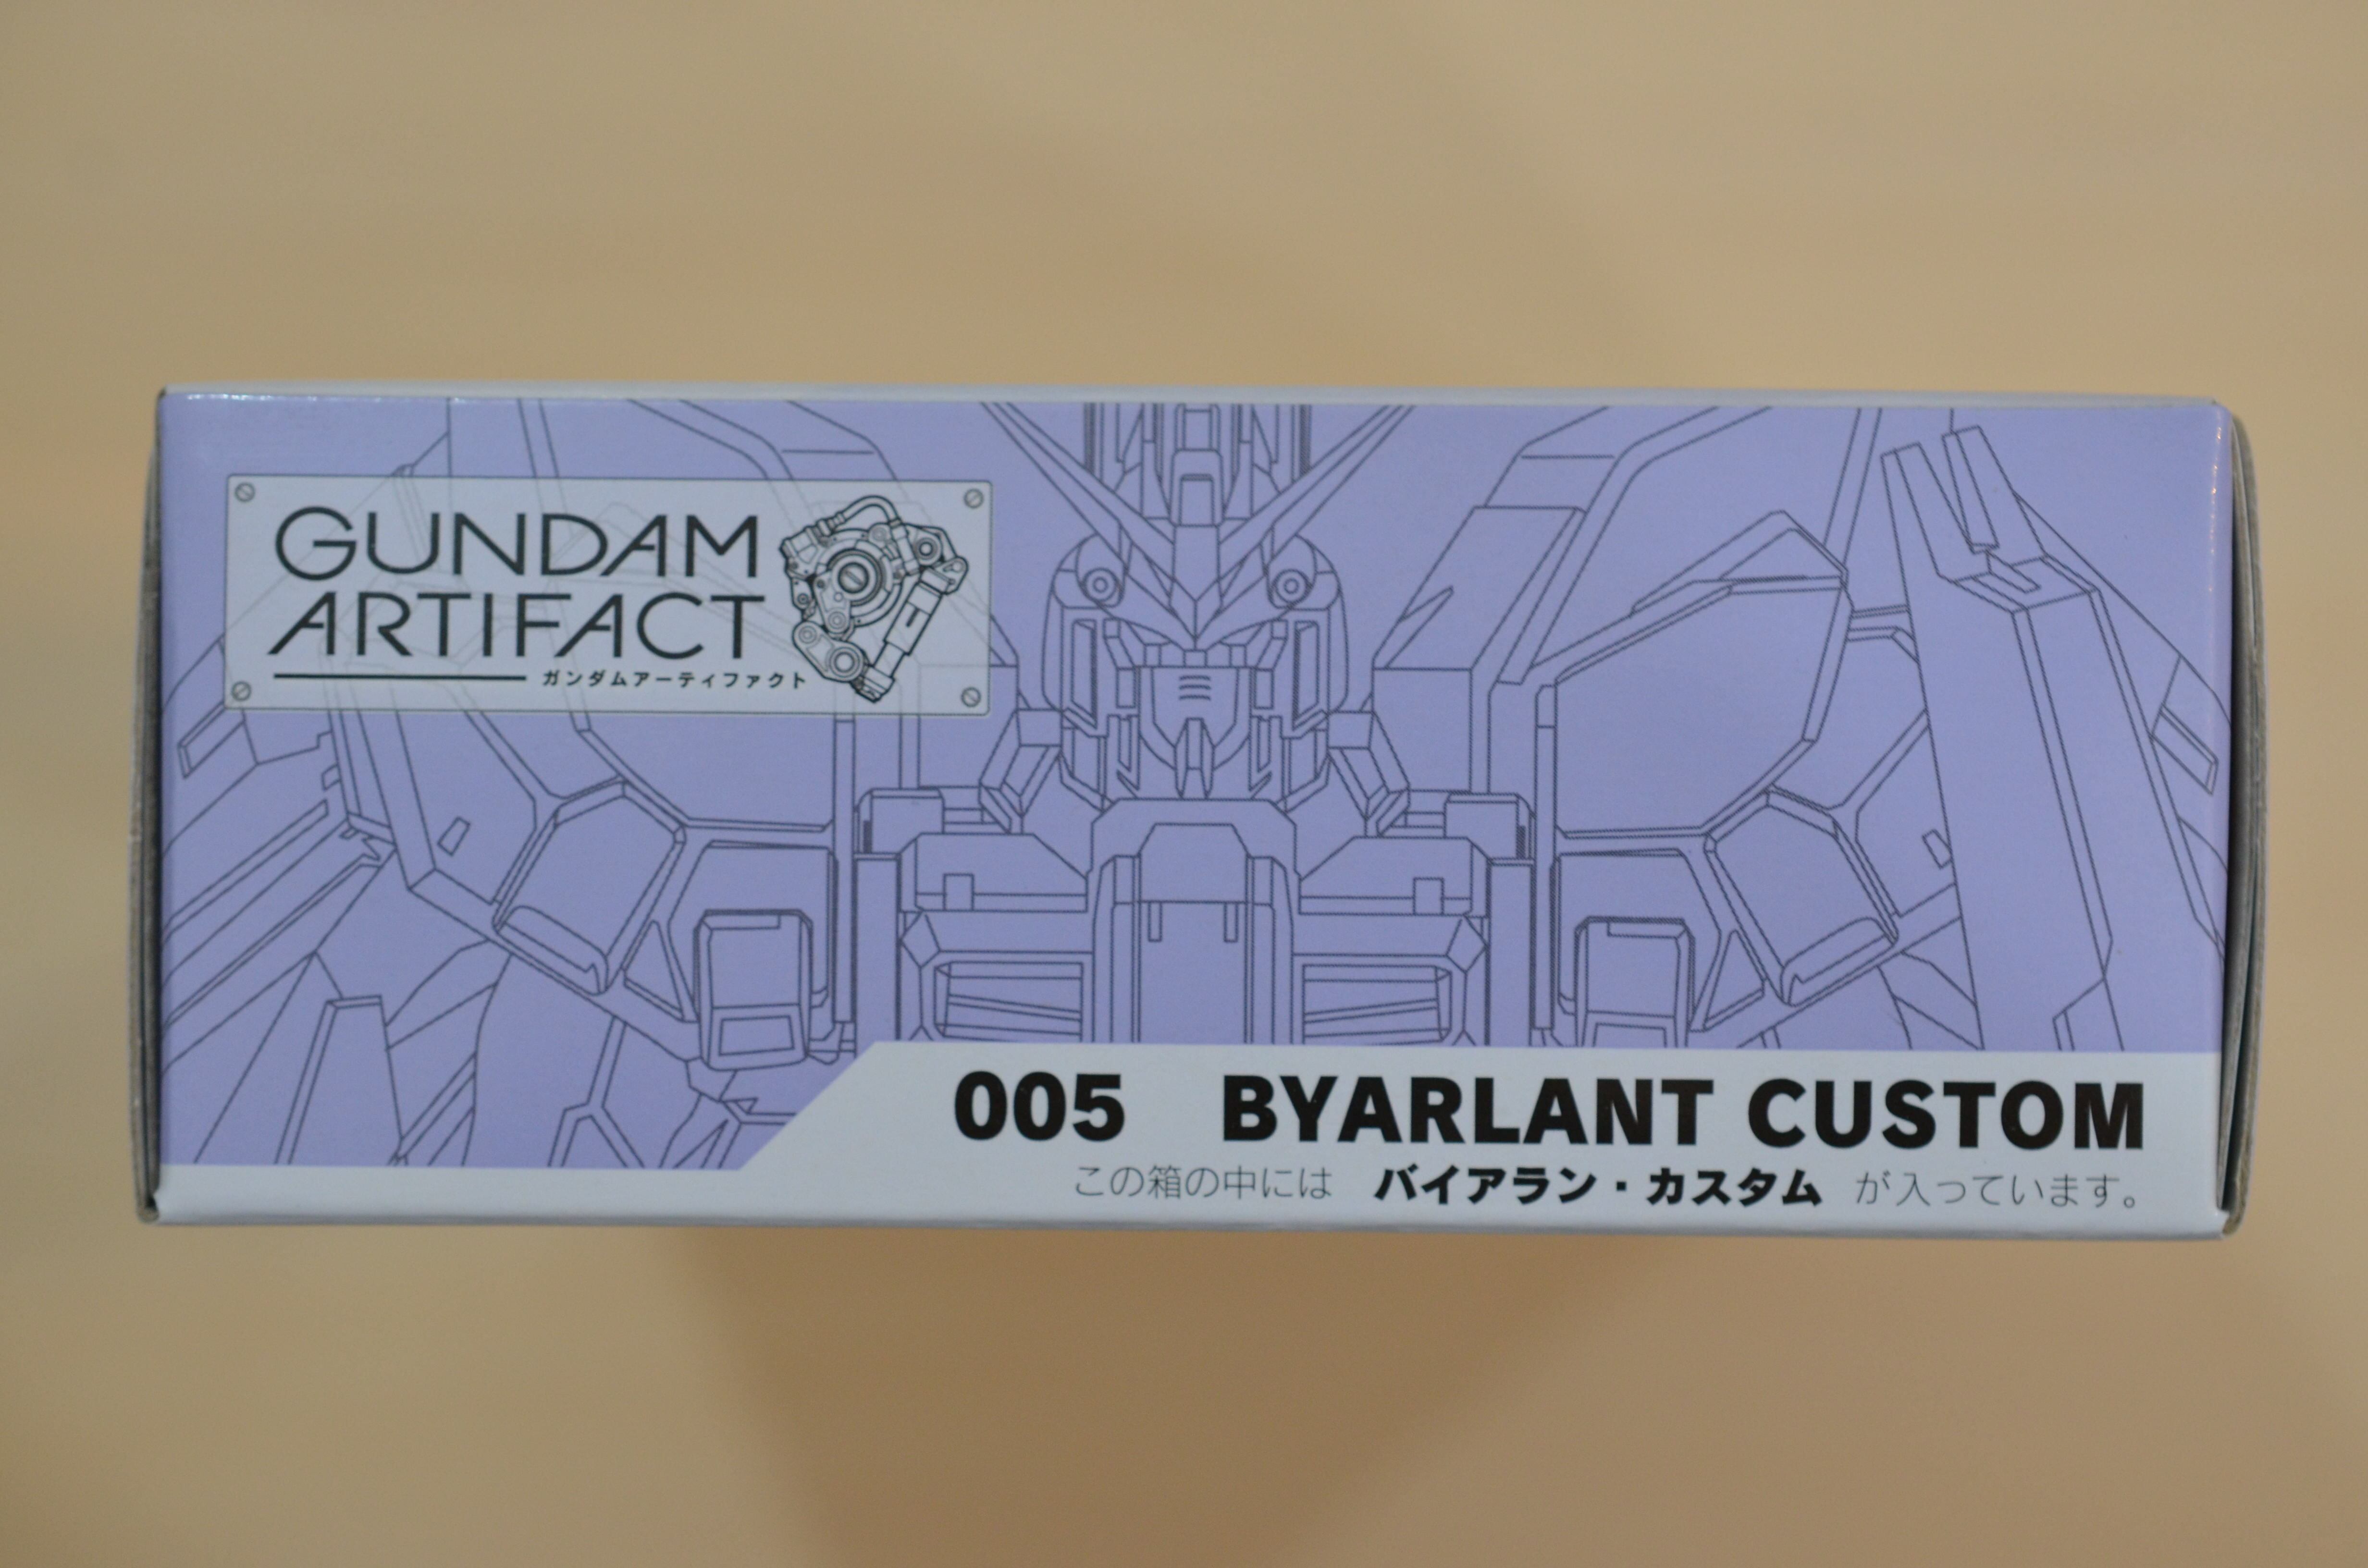 GUNDAM
ARTIFACT
ガンダムアーティファクト
005 BYARLANT CUSTOM
この箱の中には バイアラン・カスタム が入っています。